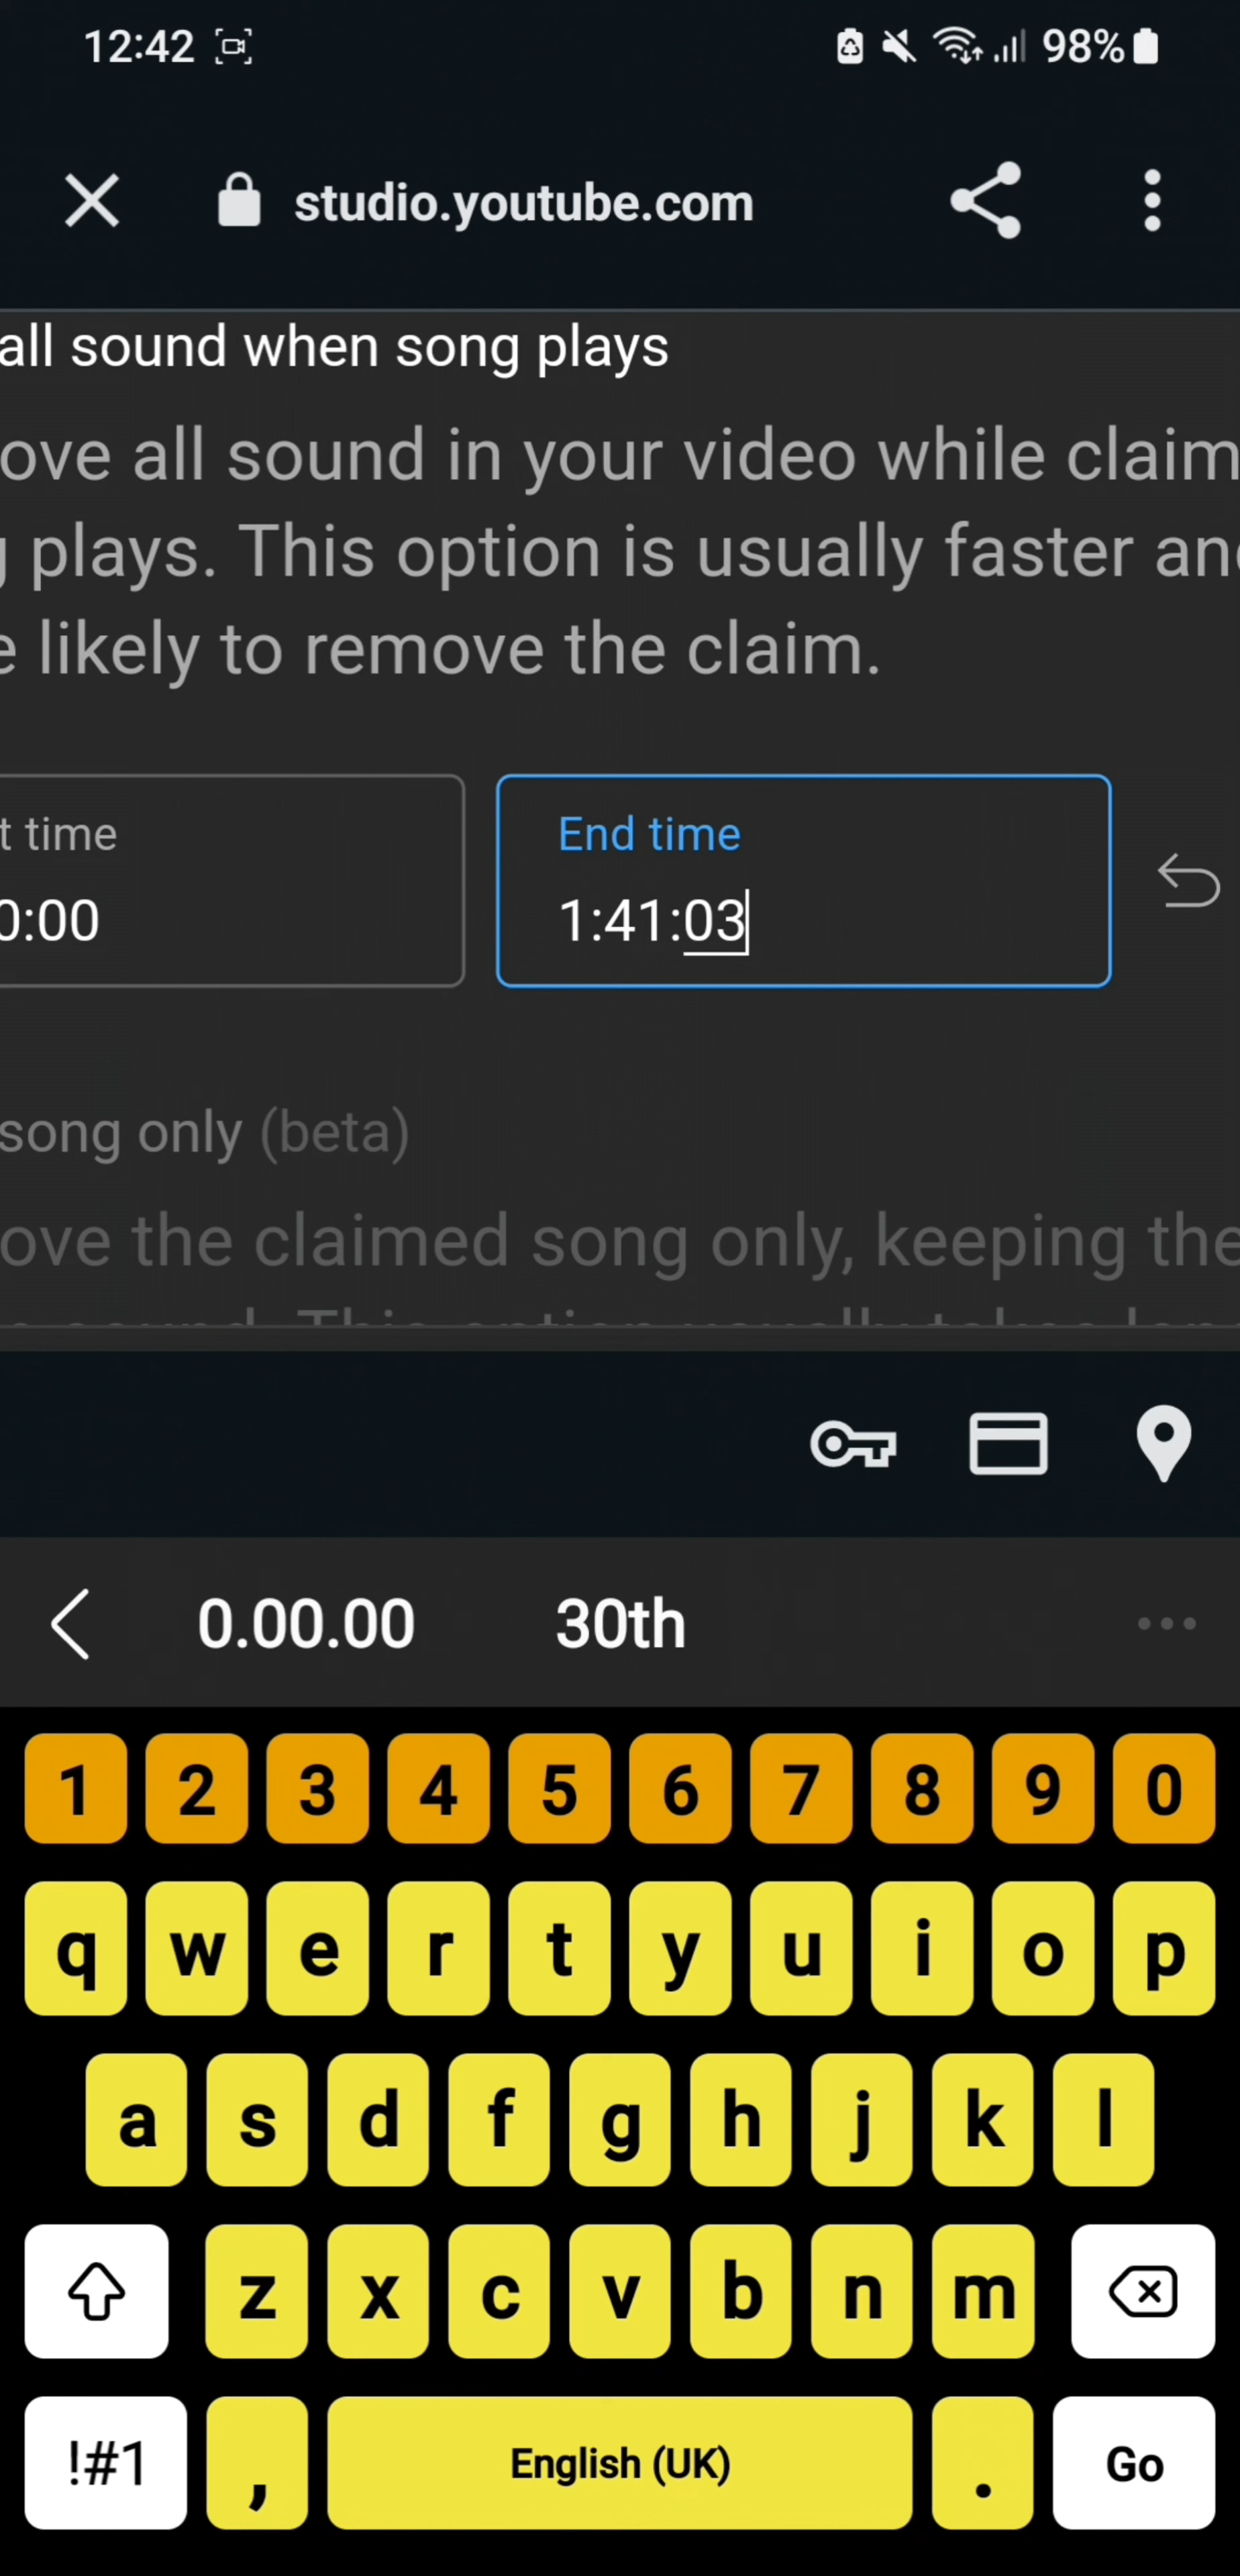 12:42 98%
studio.youtube.com
all sound when song plays
ove all sound in your video while claim
plays. This option is usually faster an
e likely to remove the claim.
t time End time
0:00 1:41:03
song only (beta)
ove the claimed song only, keeping the
0.00.00 30th
1 2 3 4 5 6 7 8 9 0
q w e r t y u i o p
a s d f g h j k l
z x c v b n m
!#1 , English (UK) . Go